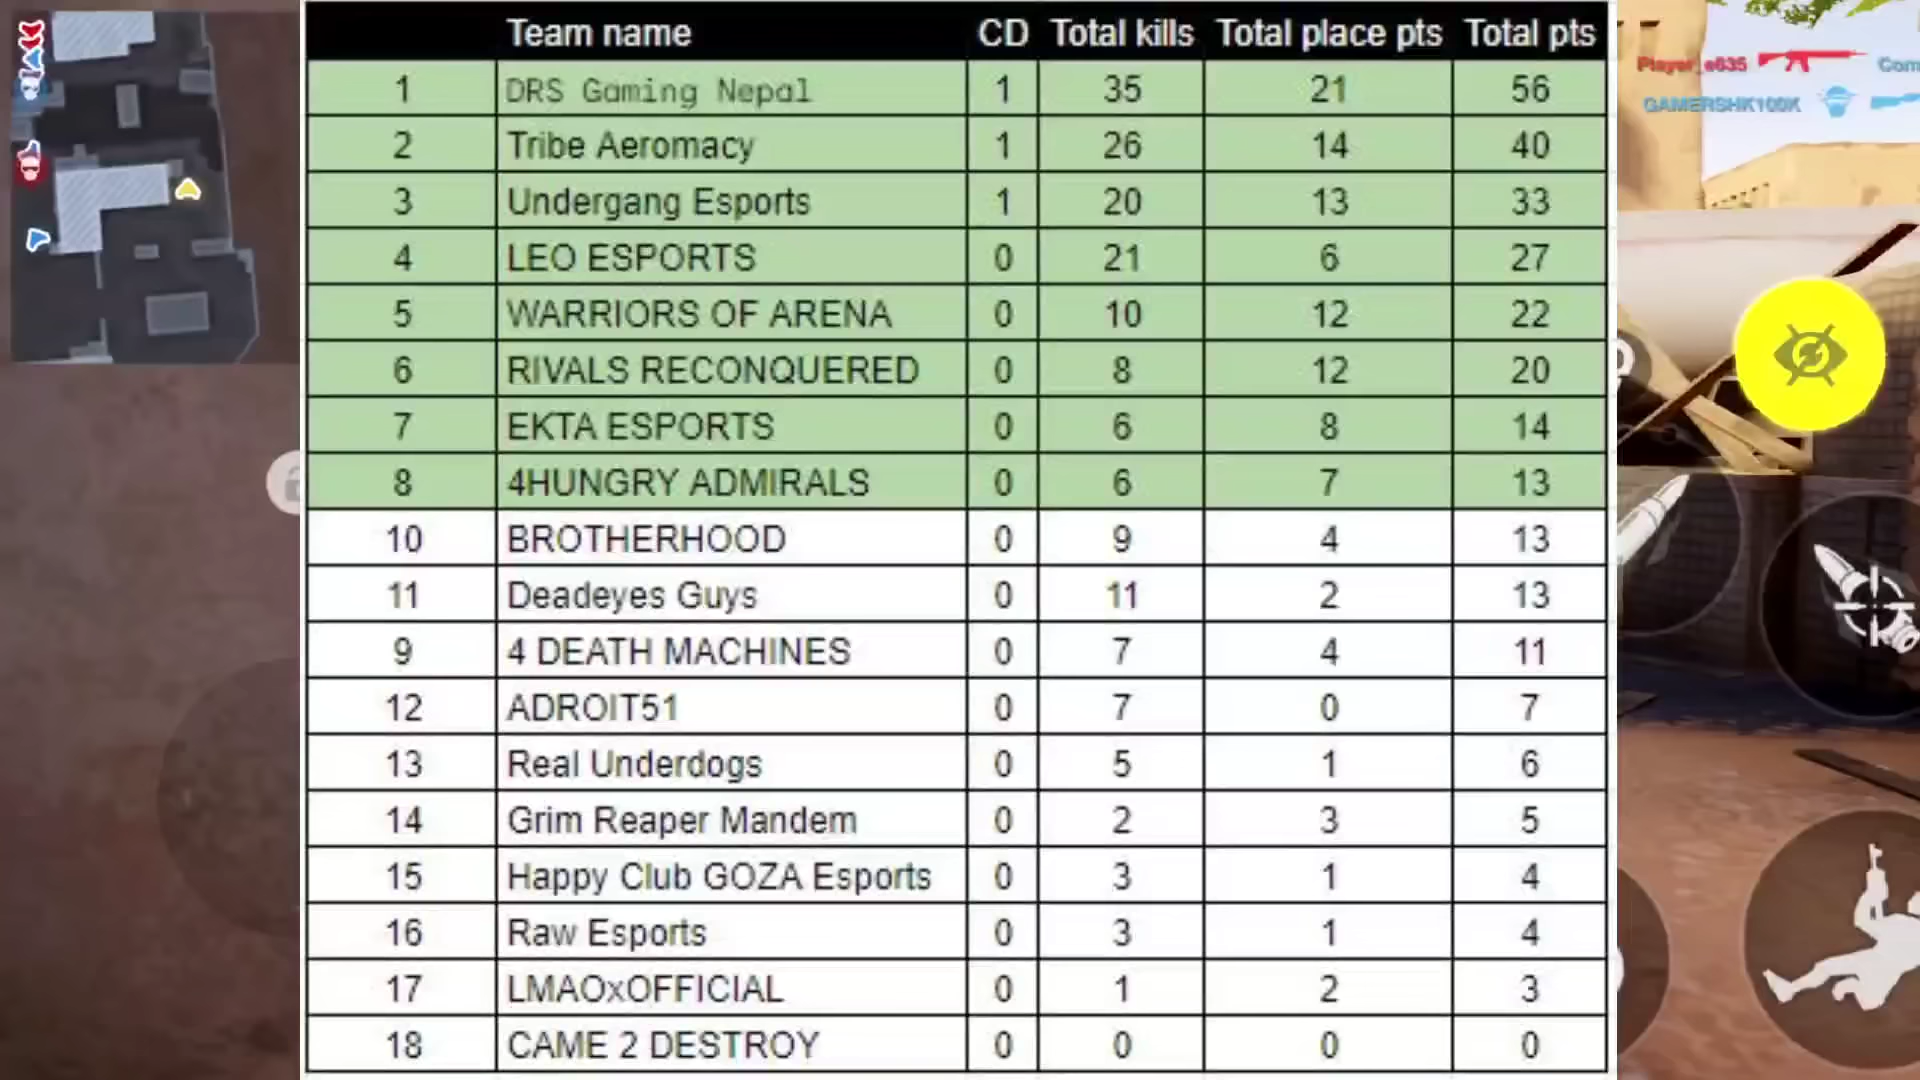 Team name CD Total kills Total place pts Total pts
1 DRS Gaming Nepal 1 35 21 56
2 Tribe Aeromacy 1 26 14 40
3 Undergang Esports 1 20 13 33
4 LEO ESPORTS 0 21 6 27
5 WARRIORS OF ARENA 0 10 12 22
6 RIVALS RECONQUERED 0 8 12 20
7 EKTA ESPORTS 0 6 8 14
8 4HUNGRY ADMIRALS 0 6 7 13
10 BROTHERHOOD 0 9 4 13
11 Deadeyes Guys 0 11 2 13
9 4 DEATH MACHINES 0 7 4 11
12 ADROIT51 0 7 0 7
13 Real Underdogs 0 5 1 6
14 Grim Reaper Mandem 0 2 3 5
15 Happy Club GOZA Esports 0 3 1 4
16 Raw Esports 0 3 1 4
17 LMAOxOFFICIAL 0 1 2 3
18 CAME 2 DESTROY 0 0 0 0
Player_e635 Com
GAMERSHK100K